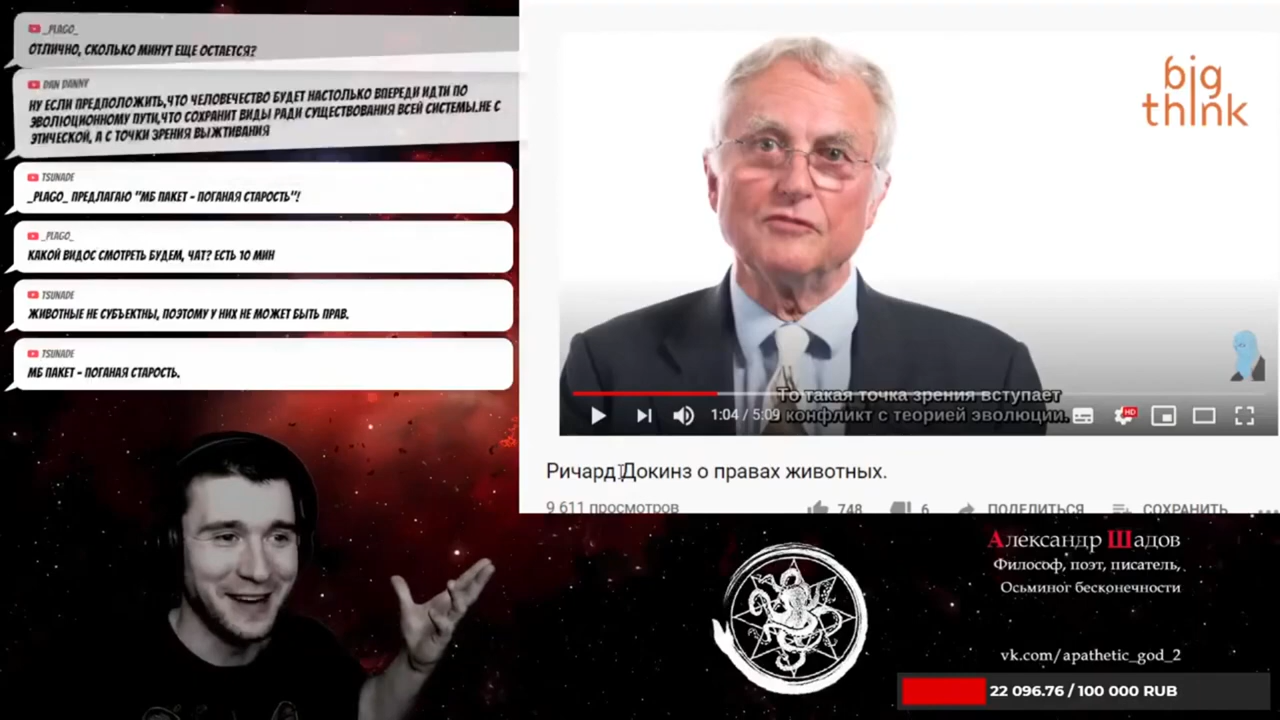 _PLAGO_
ОТЛИЧНО, СКОЛЬКО МИНУТ ЕЩЕ ОСТАЕТСЯ?
DAN DANNY
НУ ЕСЛИ ПРЕДПОЛОЖИТЬ,ЧТО ЧЕЛОВЕЧЕСТВО БУДЕТ НАСТОЛЬКО ВПЕРЕДИ ИДТИ ПО
ЭВОЛЮЦИОННОМУ ПУТИ,ЧТО СОХРАНИТ ВИДЫ РАДИ СУЩЕСТВОВАНИЯ ВСЕЙ СИСТЕМЫ.НЕ С
ЭТИЧЕСКОЙ, А С ТОЧКИ ЗРЕНИЯ ВЫЖТИВАНИЯ
TSUNADE
_PLAGO_ ПРЕДЛАГАЮ "МБ ПАКЕТ - ПОГАНАЯ СТАРОСТЬ"!
_PLAGO_
КАКОЙ ВИДОС СМОТРЕТЬ БУДЕМ, ЧАТ? ЕСТЬ 10 МИН
TSUNADE
ЖИВОТНЫЕ НЕ СУБЪЕКТНЫ, ПОЭТОМУ У НИХ НЕ МОЖЕТ БЫТЬ ПРАВ.
TSUNADE
МБ ПАКЕТ - ПОГАНАЯ СТАРОСТЬ.
big
think
То такая точка зрения вступает
конфликт с теорией эволюции.
1:04 / 5:09
HD
Ричард Докинз о правах животных.
9 611 просмотров
748
6
ПОДЕЛИТЬСЯ
СОХРАНИТЬ
Александр Шадов
Философ, поэт, писатель,
Осьминог бесконечности
vk.com/apathetic_god_2
22 096.76 / 100 000 RUB